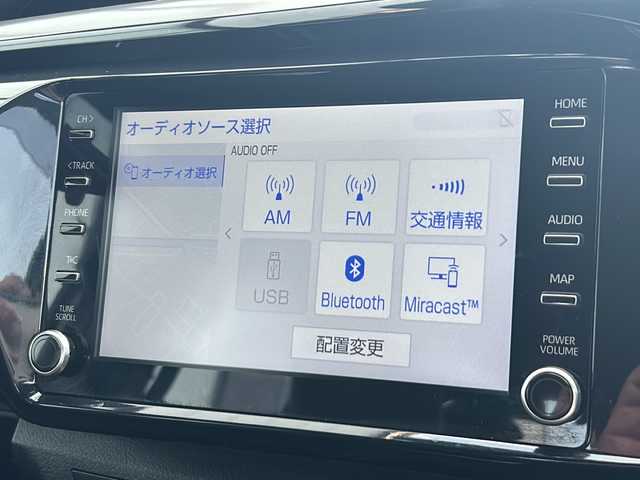 CH>
<TRACK
PHONE
T·C
TUNE
SCROLL
オーディオソース選択
オーディオ選択
AUDIO OFF
AM
FM
交通情報
USB
Bluetooth
Miracast™
配置変更
HOME
MENU
AUDIO
MAP
POWER
VOLUME